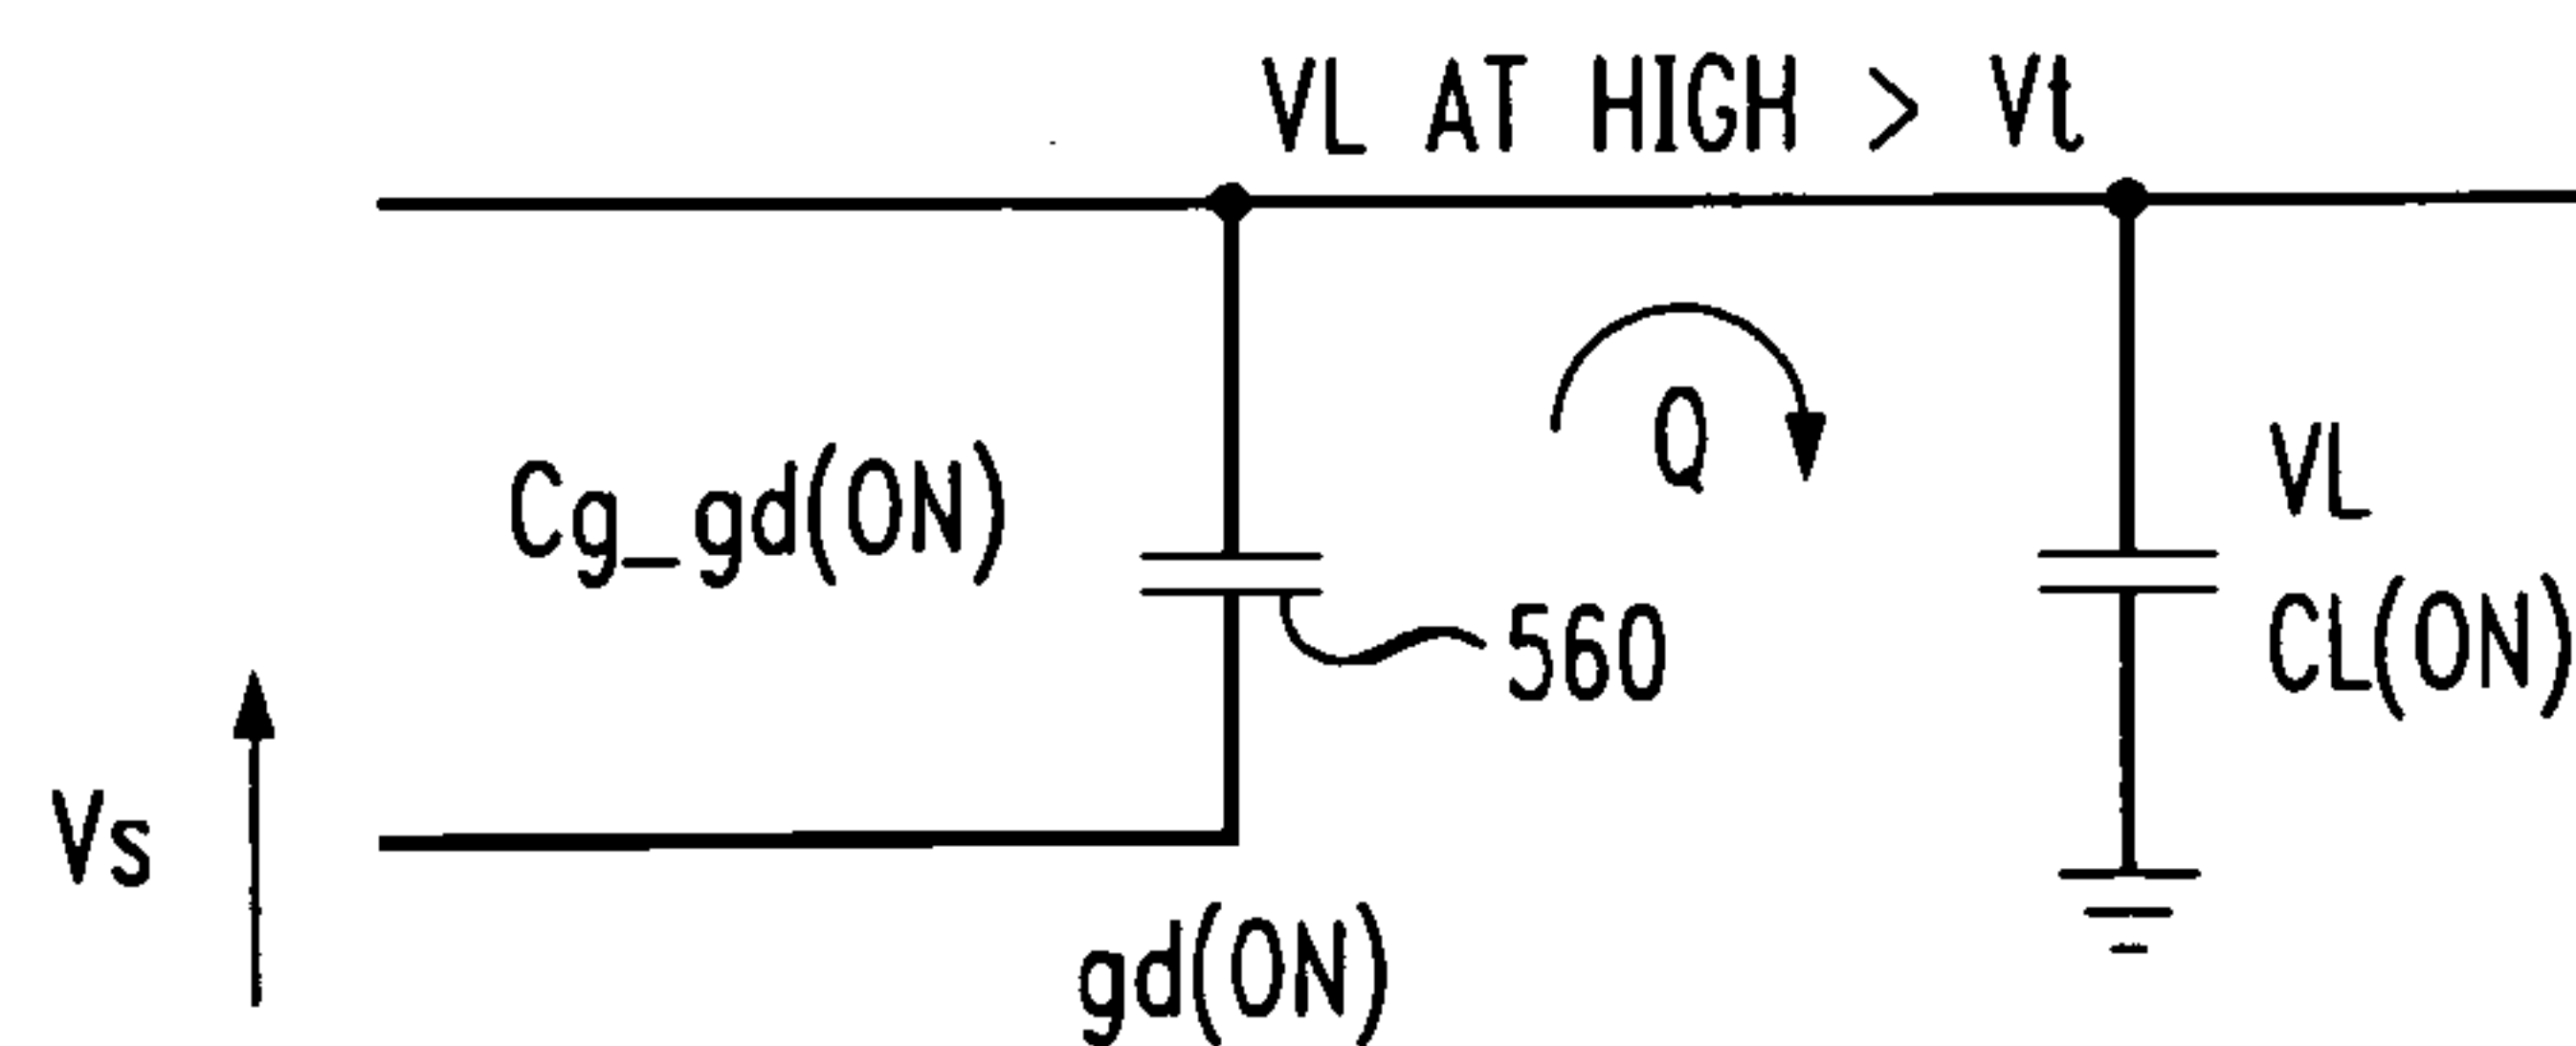 VL AT HIGH > Vt
Q
Cg_gd(ON)
VL
560
CL(ON)
Vs
gd(ON)